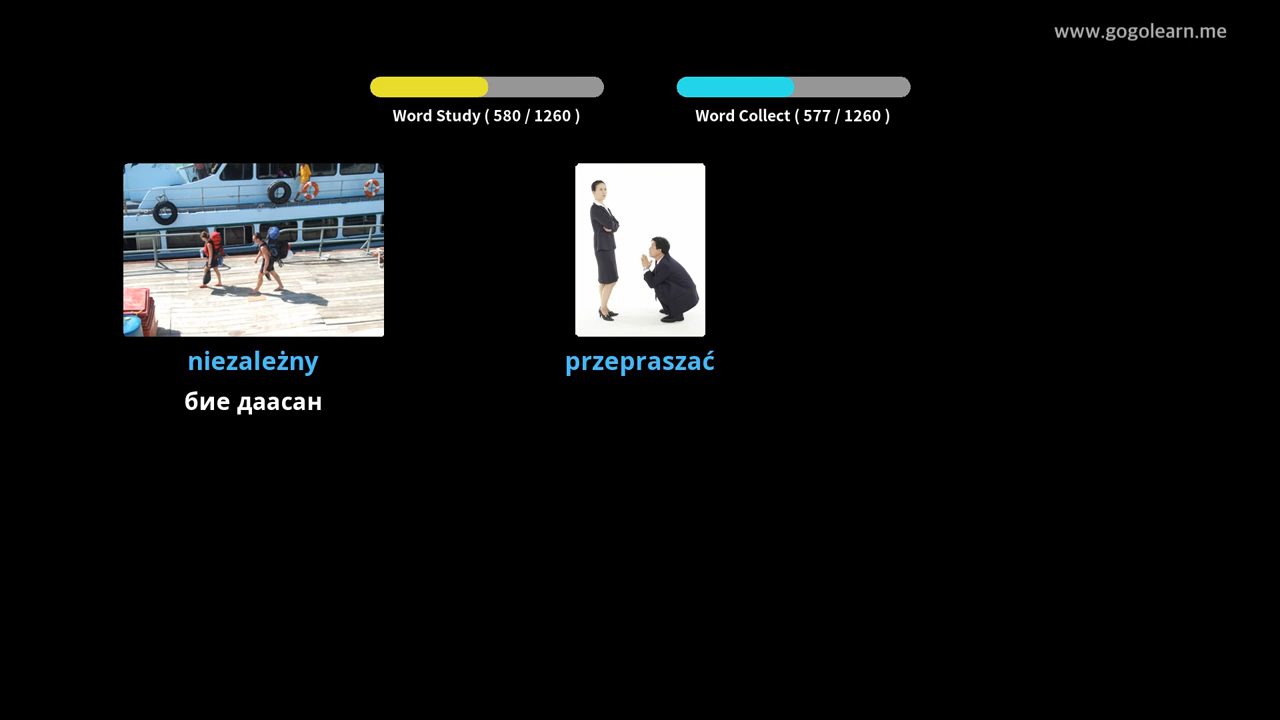 www.gogolearn.me
Word Study ( 580 / 1260 )
Word Collect ( 577 / 1260 )
niezależny
бие даасан
przepraszać